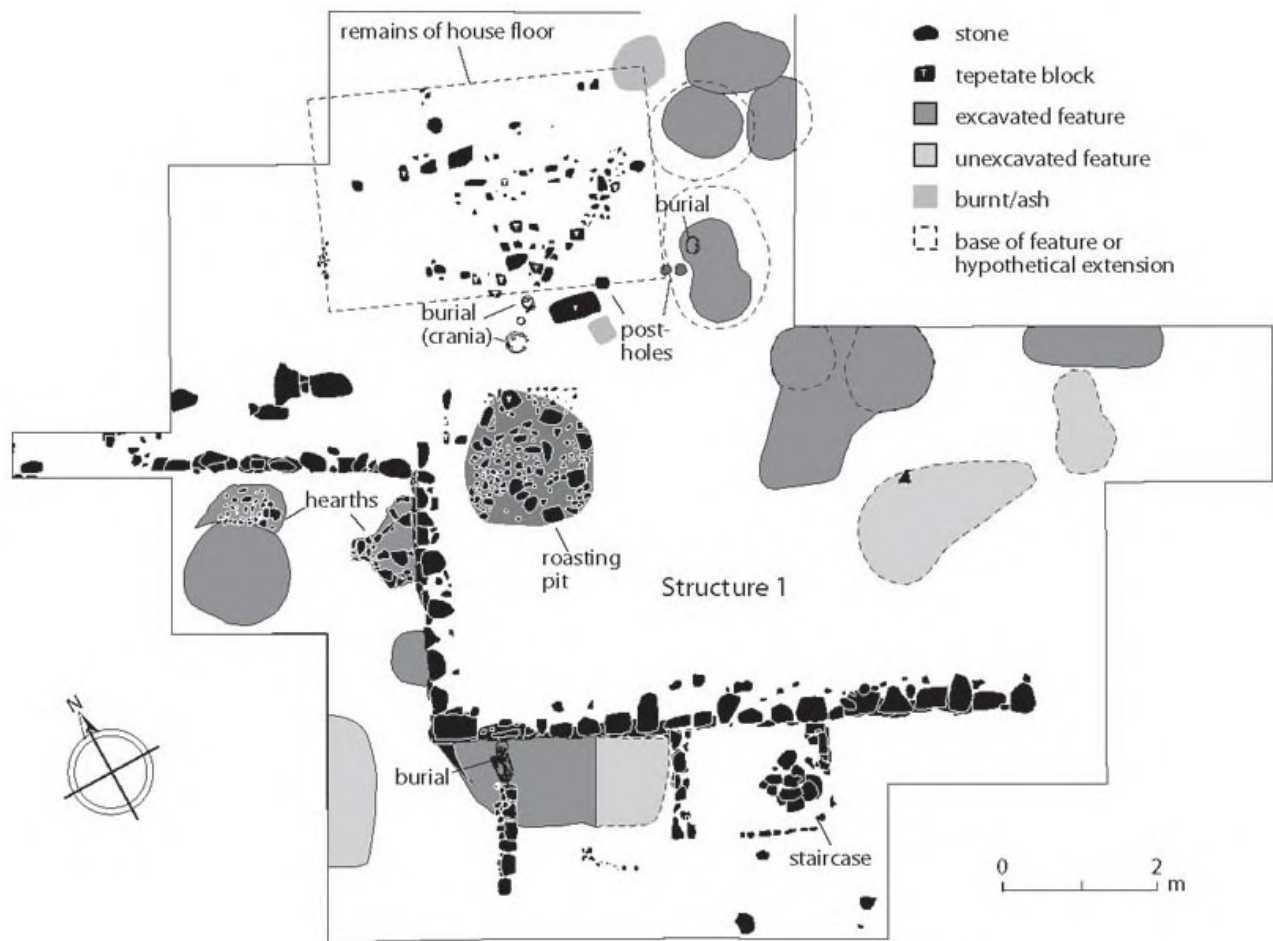 remains of house floor
stone
T
tepetate block
excavated feature
unexcavated feature
burnt/ash
base of feature or
hypothetical extension
burial
burial
(crania)
T
post-
holes
hearths
roasting
pit
Structure 1
N
burial
staircase
0 2
m